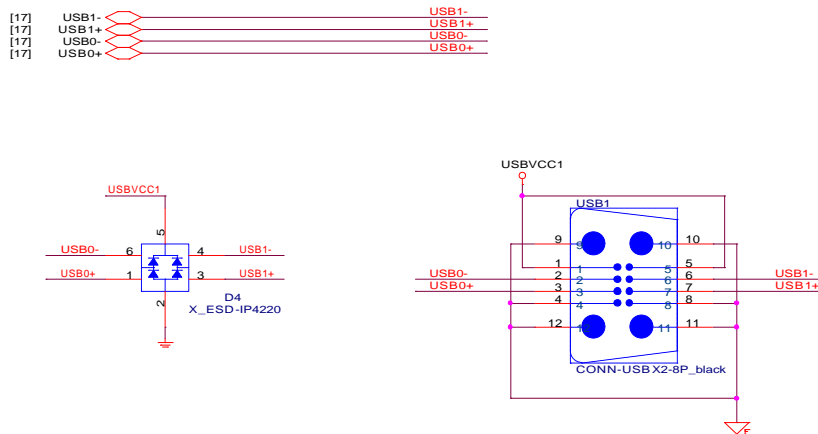 [17] USB1- USB1-
[17] USB1+ USB1+
[17] USB0- USB0-
[17] USB0+ USB0+
USBVCC1
5
USB0- 6 4 USB1-
USB0+ 1 3 USB1+
2
D4
X_ESD-IP4220
USBVCC1
USB1
9 9 10 10
1 1 5 5
USB0- 2 2 6 6 USB1-
USB0+ 3 3 7 7 USB1+
4 4 8 8
12 11 11
CONN-USBX2-8P_black